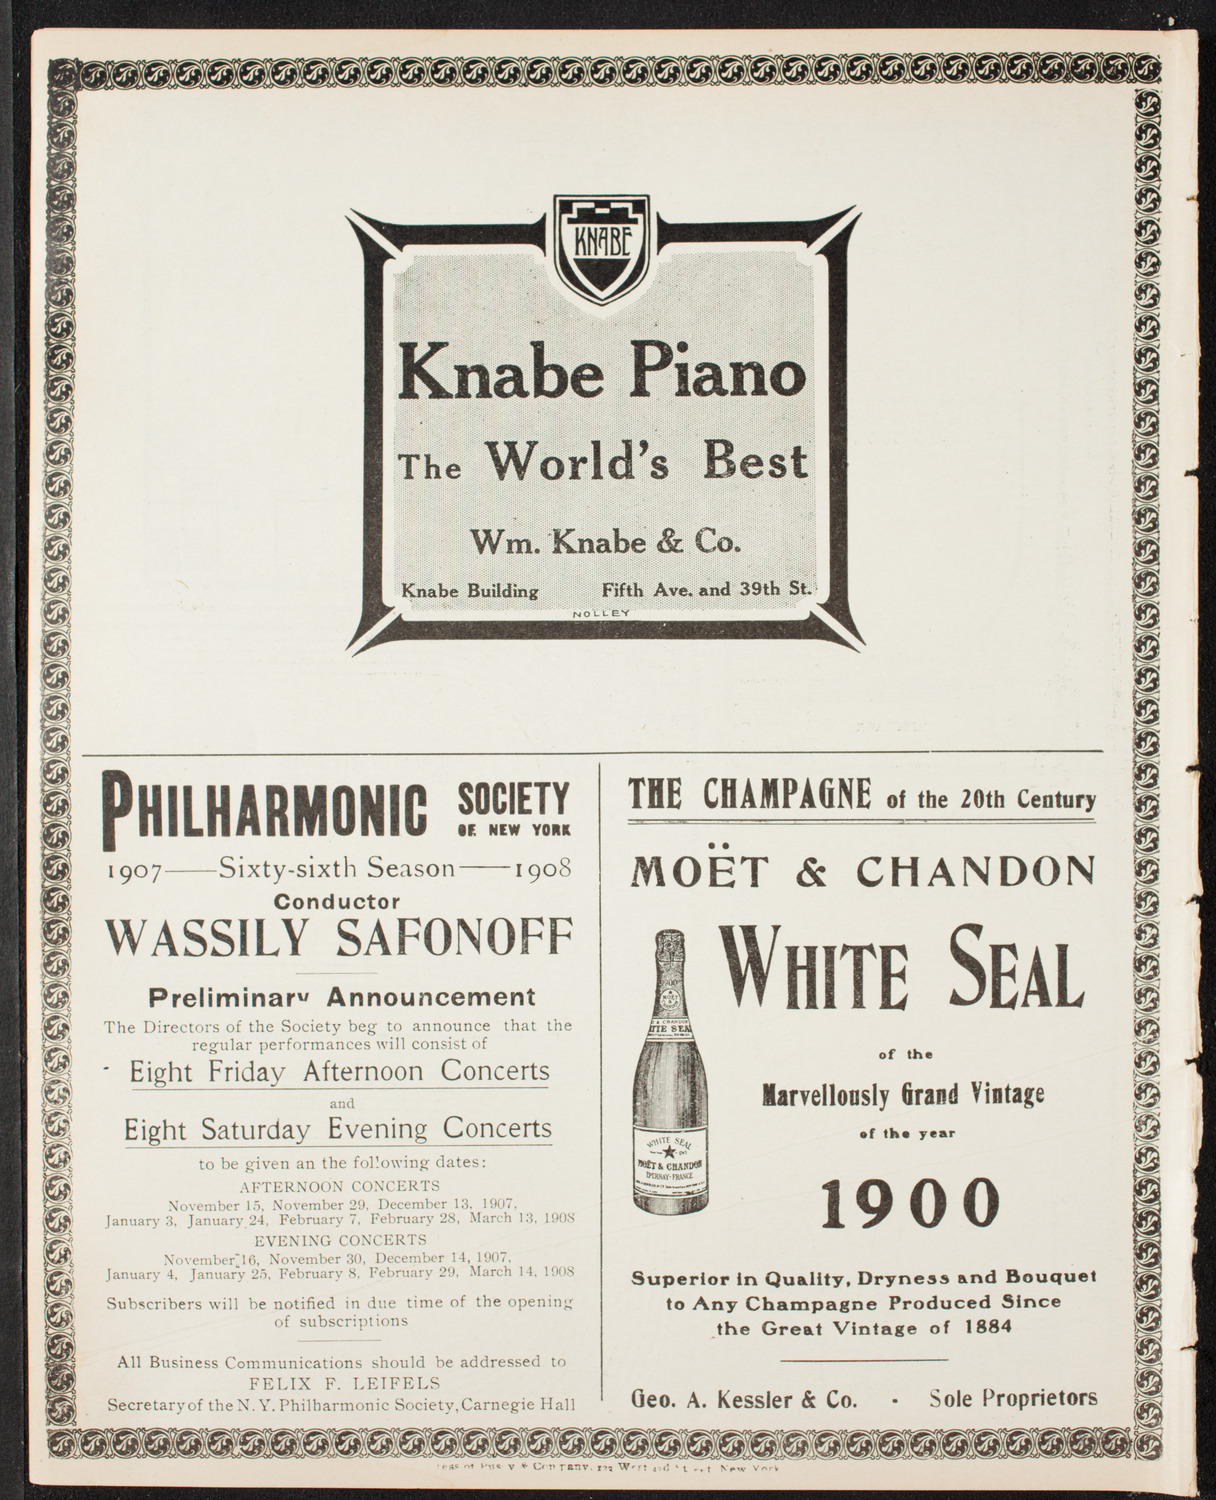 KNABE
Knabe Piano
The World's Best
Wm. Knabe & Co.
Knabe Building Fifth Ave. and 39th St.
NOLLEY
PHILHARMONIC SOCIETY
OF NEW YORK
1907——Sixty-sixth Season——1908
Conductor
WASSILY SAFONOFF
Preliminary Announcement
The Directors of the Society beg to announce that the
regular performances will consist of
Eight Friday Afternoon Concerts
and
Eight Saturday Evening Concerts
to be given an the following dates:
AFTERNOON CONCERTS
November 15, November 29, December 13, 1907,
January 3, January 24, February 7, February 28, March 13, 1908
EVENING CONCERTS
November 16, November 30, December 14, 1907,
January 4, January 25, February 8, February 29, March 14, 1908
Subscribers will be notified in due time of the opening
of subscriptions
All Business Communications should be addressed to
FELIX F. LEIFELS
Secretary of the N. Y. Philharmonic Society, Carnegie Hall
THE CHAMPAGNE of the 20th Century
MOËT & CHANDON
WHITE SEAL
of the
Marvellously Grand Vintage
of the year
1900
WHITE SEAL
MOËT & CHANDON
EPERNAY-FRANCE
Superior in Quality, Dryness and Bouquet
to Any Champagne Produced Since
the Great Vintage of 1884
Geo. A. Kessler & Co. - Sole Proprietors
New York